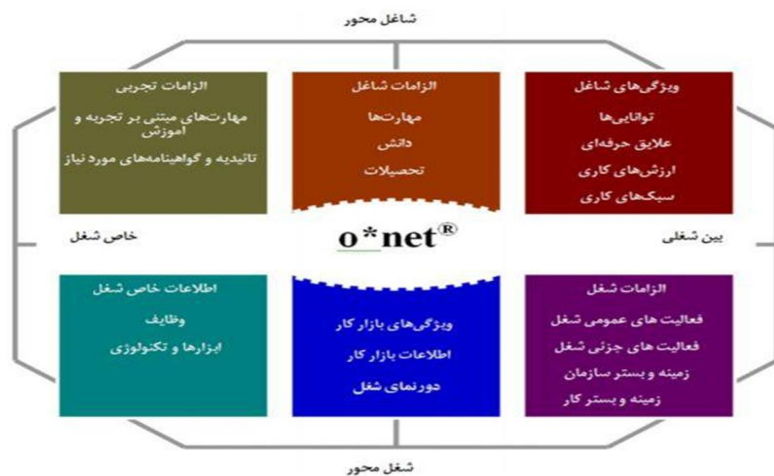 شاغل محور
ویژگی‌های شاغل
توانایی‌ها
علایق حرفه‌ای
ارزش‌های کاری
سبک‌های کاری
الزامات شاغل
مهارت‌ها
دانش
تحصیلات
الزامات تجربی
مهارت‌های مبتنی بر تجربه و
اموزش
تائیدیه و گواهینامه‌های مورد نیاز
بین شغلی
o*net®
خاص شغل
الزامات شغل
فعالیت های عمومی شغل
فعالیت های جزئی شغل
زمینه و بستر سازمان
زمینه و بستر کار
ویژگی‌های بازار کار
اطلاعات بازار کار
دورنمای شغل
اطلاعات خاص شغل
وظایف
ابزارها و تکنولوژی
شغل محور